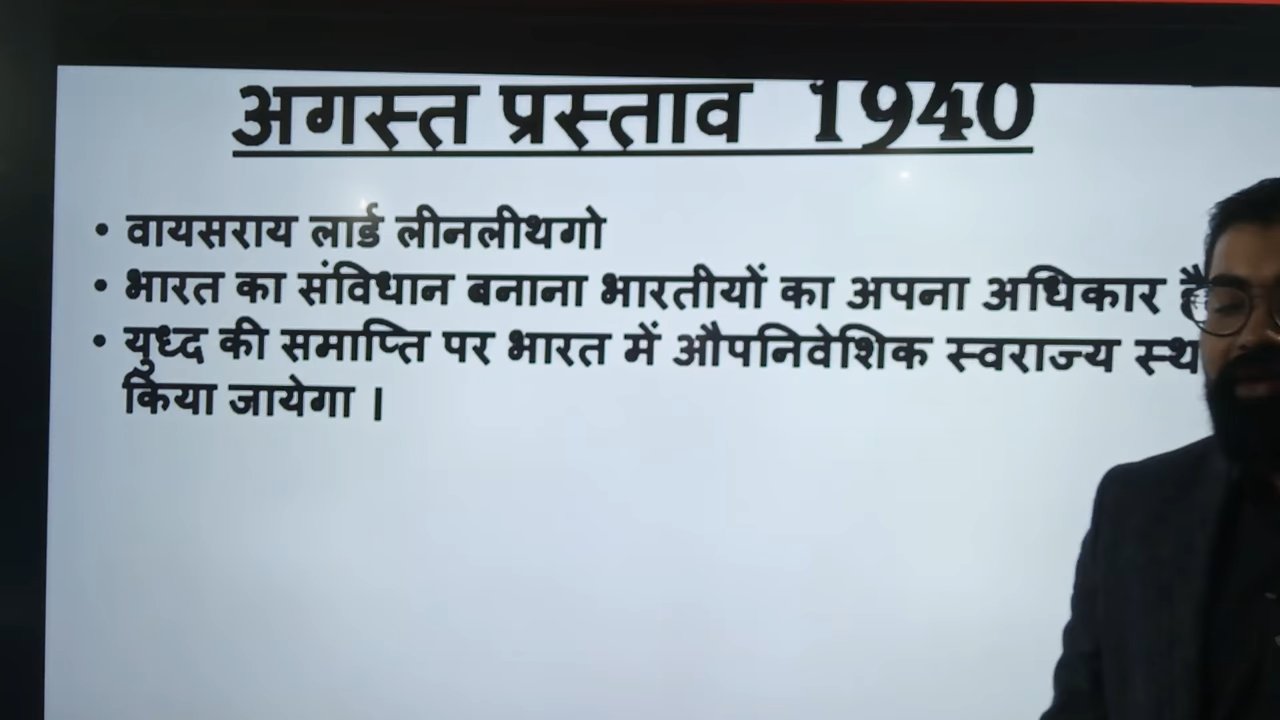 अगस्त प्रस्ताव 1940
• वायसराय लार्ड लीनलीथगो
• भारत का संविधान बनाना भारतीयों का अपना अधिकार
• युध्द की समाप्ति पर भारत में औपनिवेशिक स्वराज्य
किया जायेगा ।